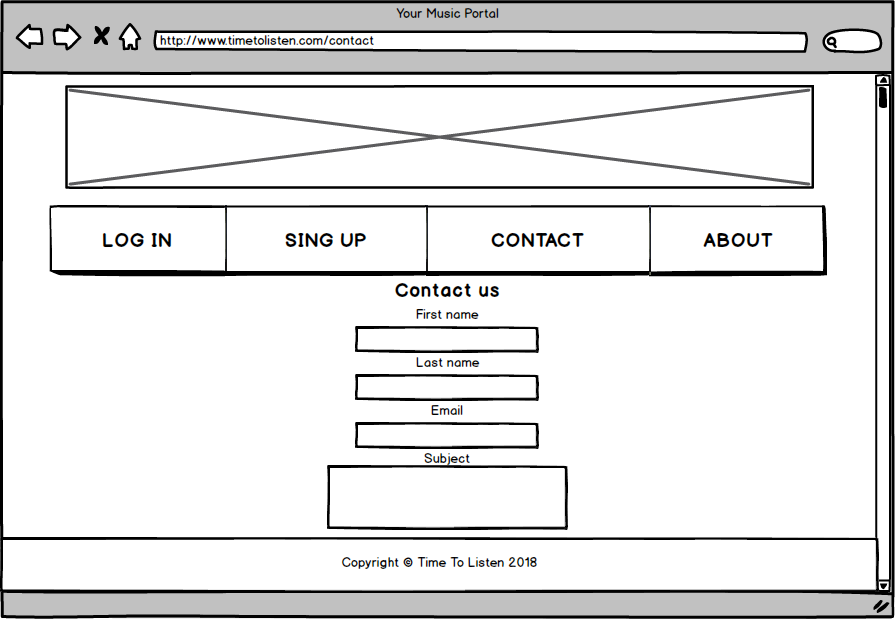 Your Music Portal
http://www.timetolisten.com/contact
LOG IN
SING UP
CONTACT
ABOUT
Contact us
First name
Last name
Email
Subject
Copyright © Time To Listen 2018